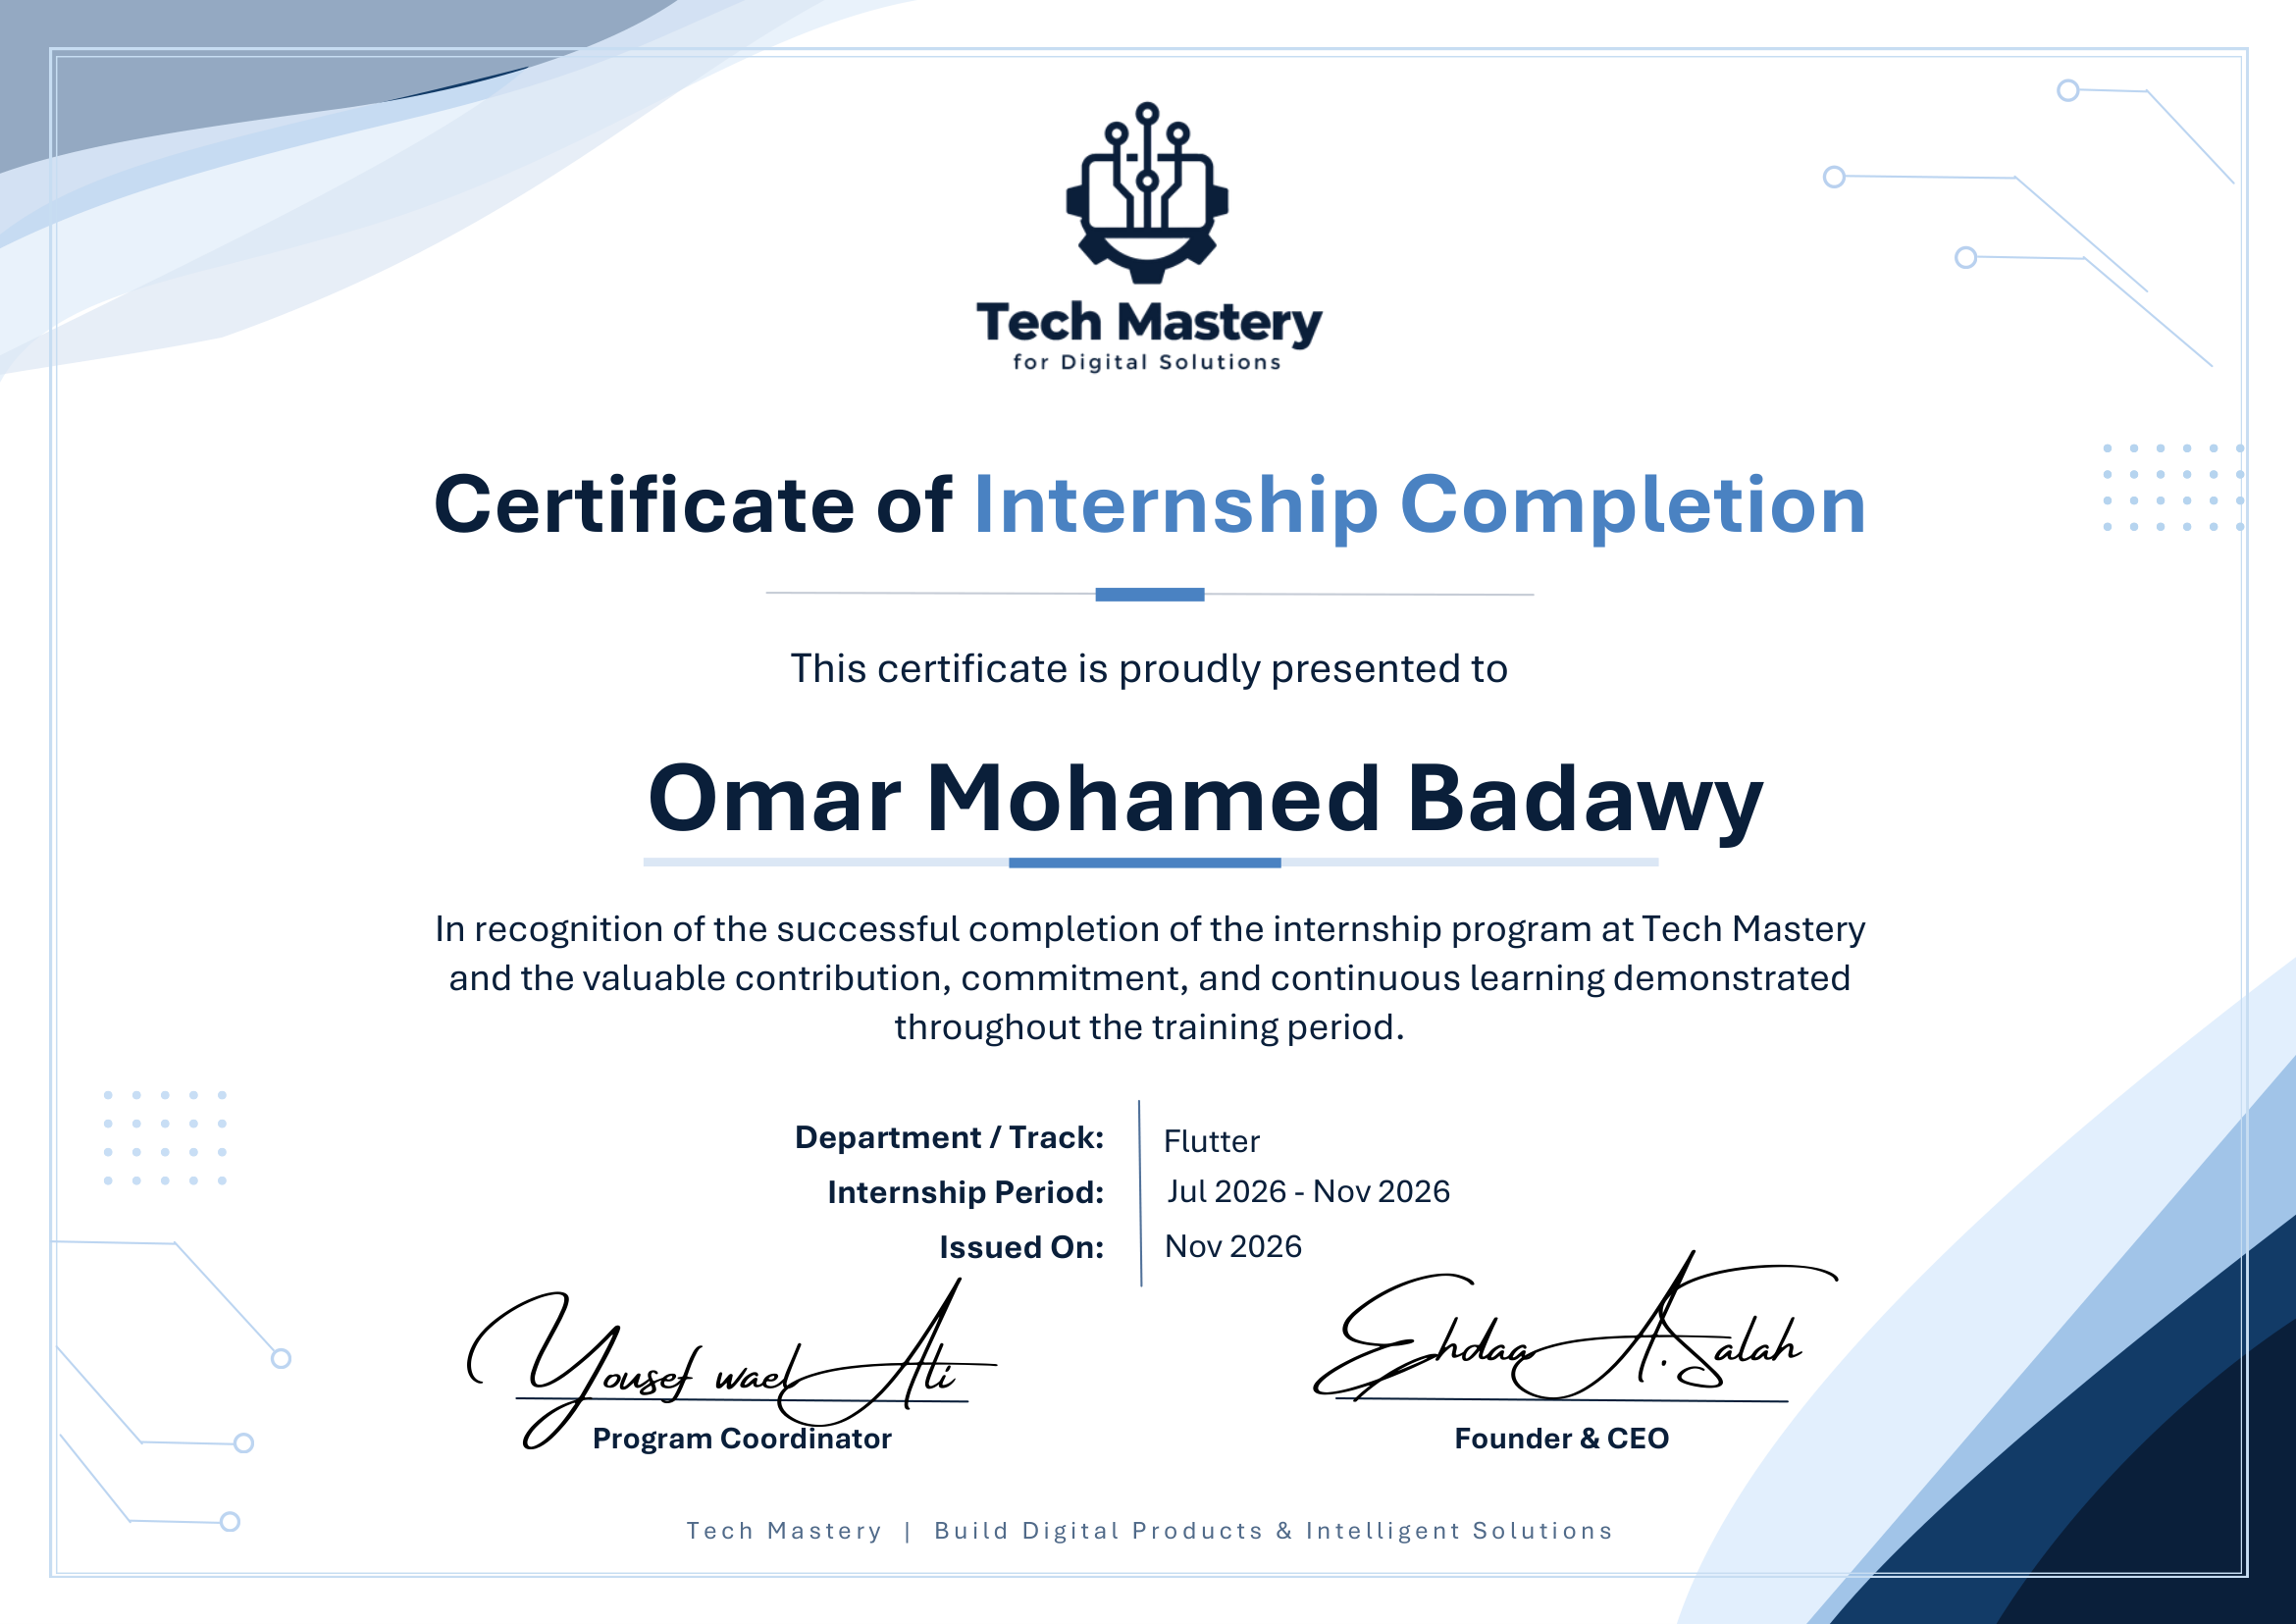 Tech Mastery
for Digital Solutions
Certificate of Internship Completion
This certificate is proudly presented to
Omar Mohamed Badawy
In recognition of the successful completion of the internship program at Tech Mastery
and the valuable contribution, commitment, and continuous learning demonstrated
throughout the training period.
Department / Track: Flutter
Internship Period: Jul 2026 - Nov 2026
Issued On: Nov 2026
Yousef wael Ali
Program Coordinator
Ehdaa A. Salah
Founder & CEO
Tech Mastery | Build Digital Products & Intelligent Solutions